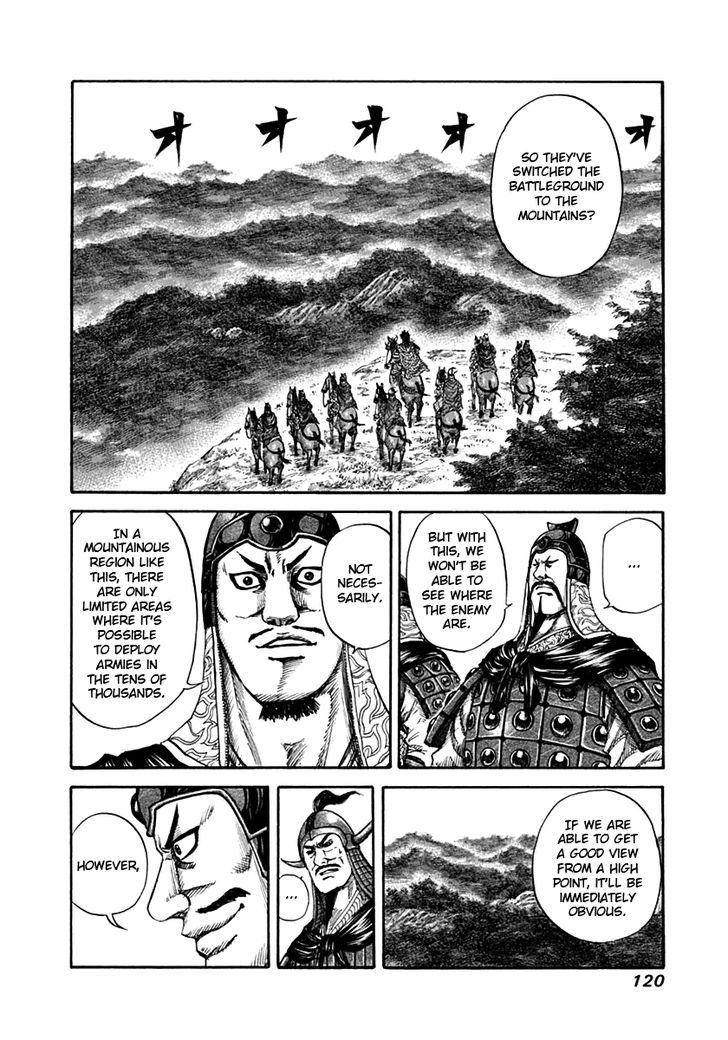 オ オ オ オ オ
SO THEY'VE
SWITCHED THE
BATTLEGROUND
TO THE
MOUNTAINS?
...
BUT WITH
THIS, WE
WON'T BE
ABLE TO
SEE WHERE
THE ENEMY
ARE.
NOT
NECES-
SARILY.
IN A
MOUNTAINOUS
REGION LIKE
THIS, THERE
ARE ONLY
LIMITED AREAS
WHERE IT'S
POSSIBLE
TO DEPLOY
ARMIES IN
THE TENS OF
THOUSANDS.
IF WE ARE
ABLE TO GET
A GOOD VIEW
FROM A HIGH
POINT, IT'LL BE
IMMEDIATELY
OBVIOUS.
...
HOWEVER,
120